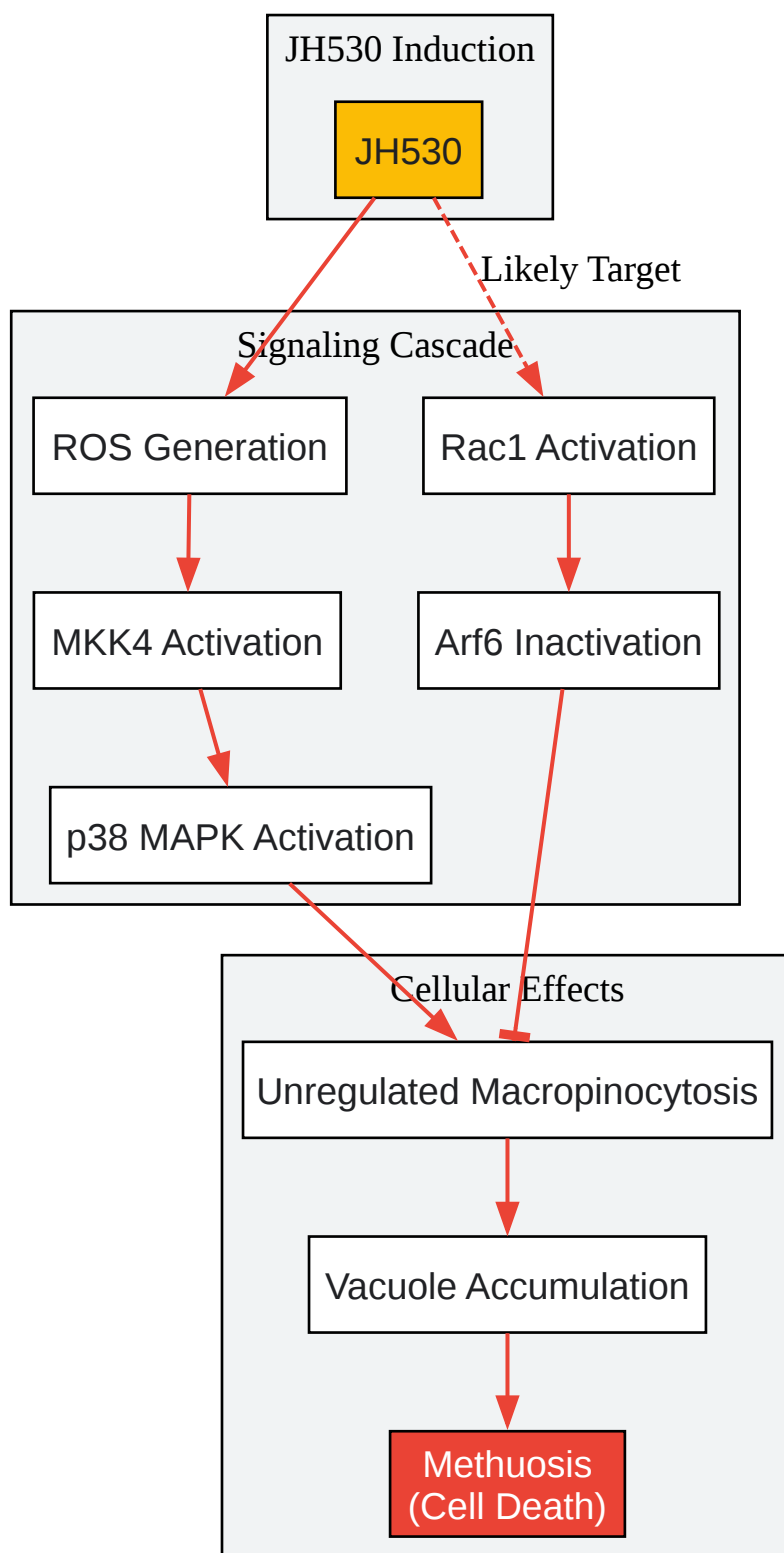 JH530 Induction
JH530
Likely Target
Signaling Cascade
ROS Generation
Rac1 Activation
MKK4 Activation
Arf6 Inactivation
p38 MAPK Activation
Cellular Effects
Unregulated Macropinocytosis
Vacuole Accumulation
Methuosis
(Cell Death)